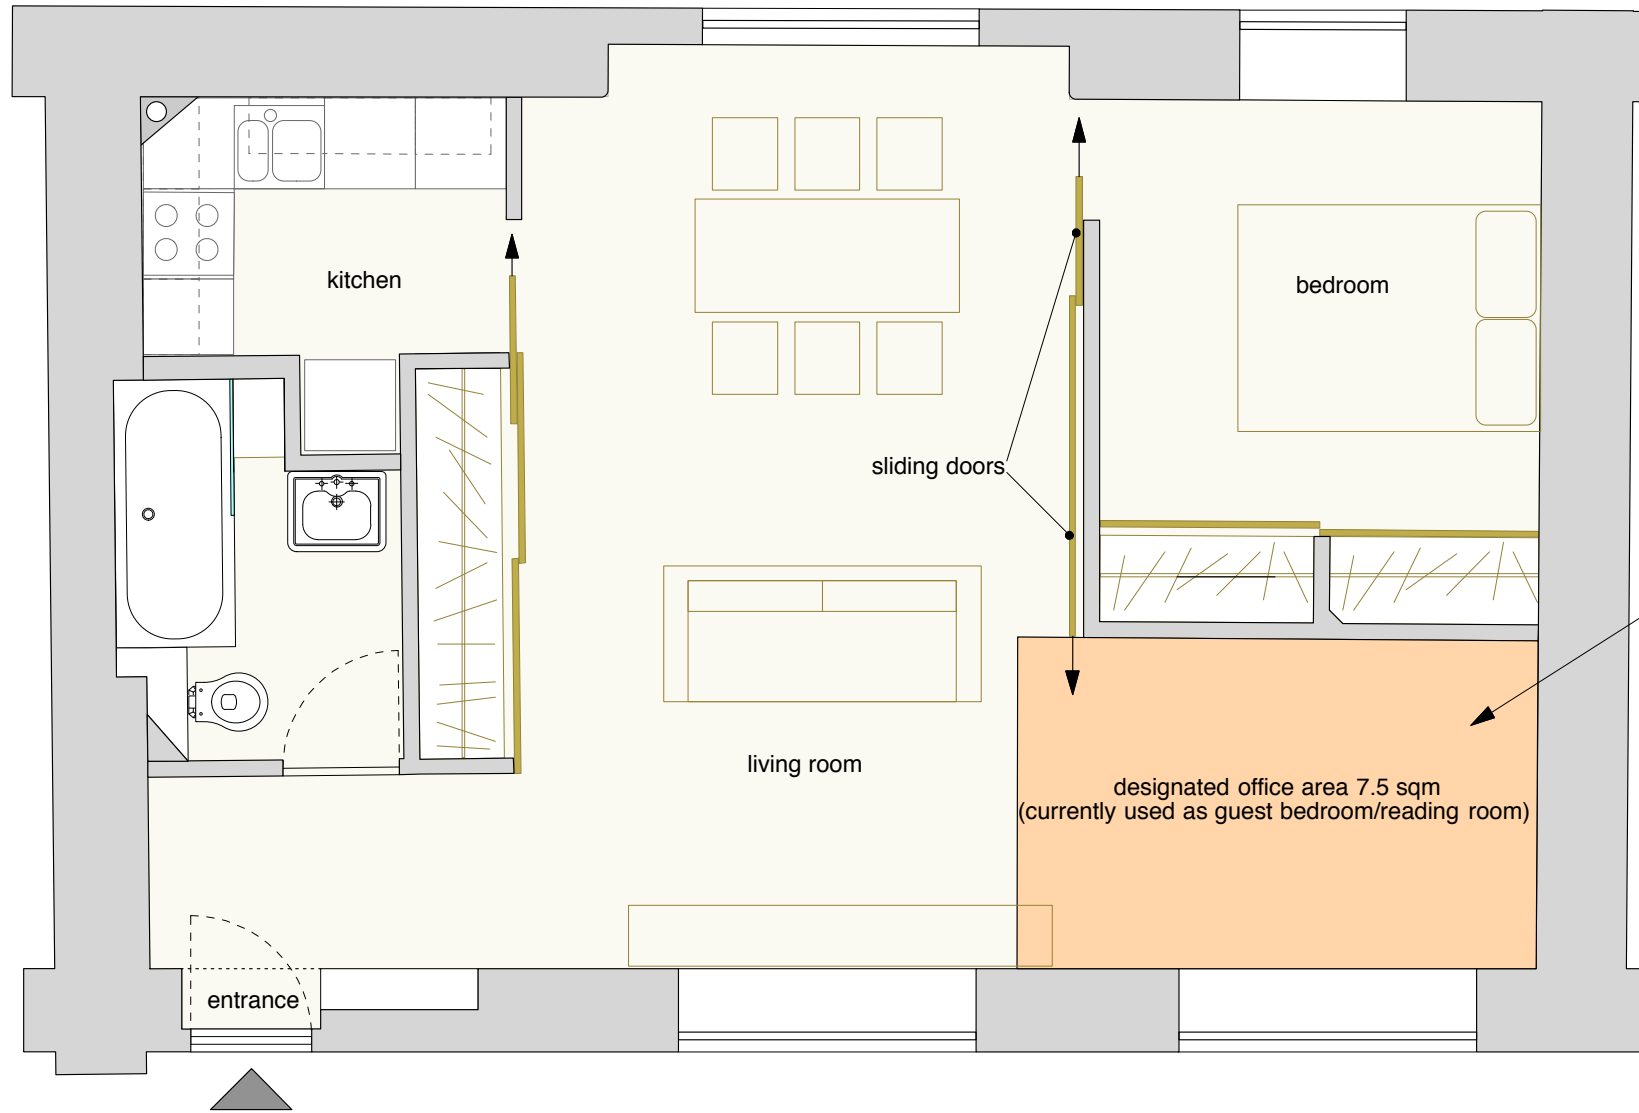 kitchen
bedroom
sliding doors
living room
designated office area 7.5 sqm
(currently used as guest bedroom/reading room)
entrance